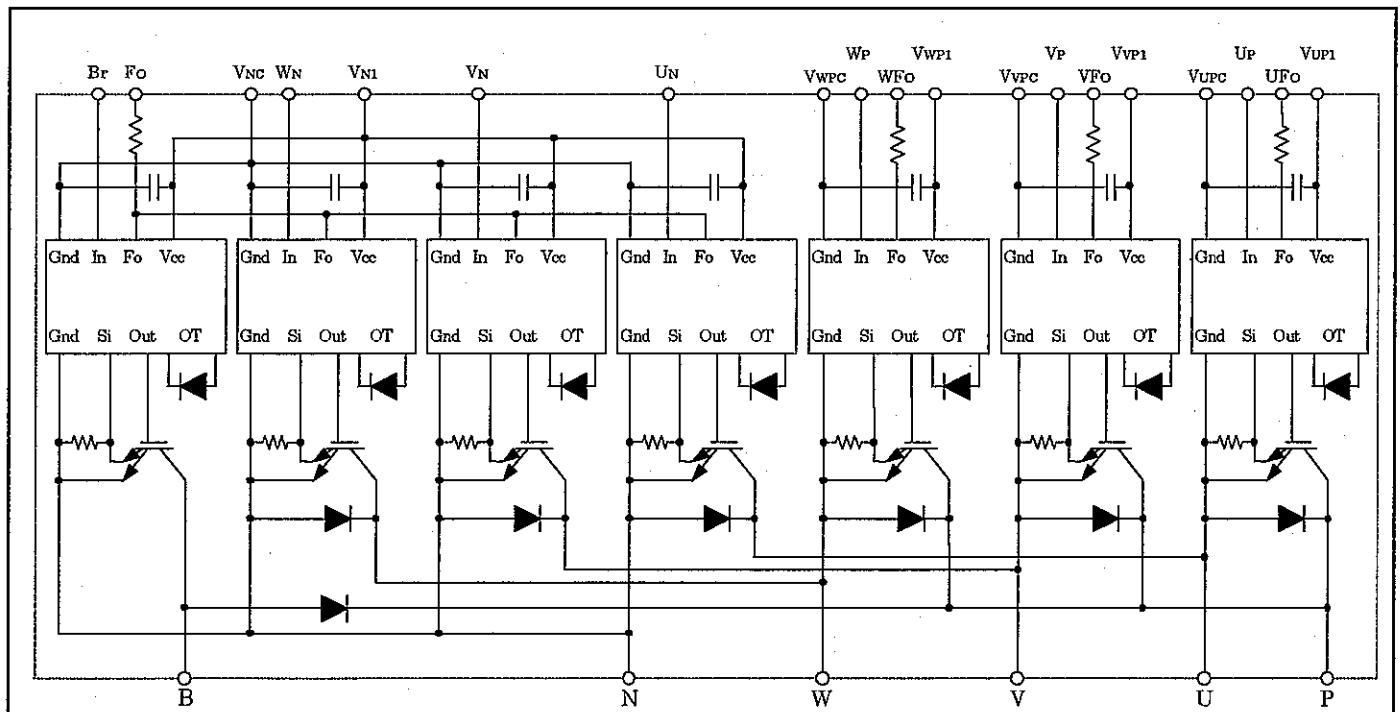 Br Fo VNC WN VN1 VN UN VWPC WP WFo VWP1 VVPC VP VFo VVP1 VUPC UP UFo VUP1
Gnd In Fo Vcc Gnd In Fo Vcc Gnd In Fo Vcc Gnd In Fo Vcc Gnd In Fo Vcc Gnd In Fo Vcc Gnd In Fo Vcc
Gnd Si Out OT Gnd Si Out OT Gnd Si Out OT Gnd Si Out OT Gnd Si Out OT Gnd Si Out OT Gnd Si Out OT
B N W V U P